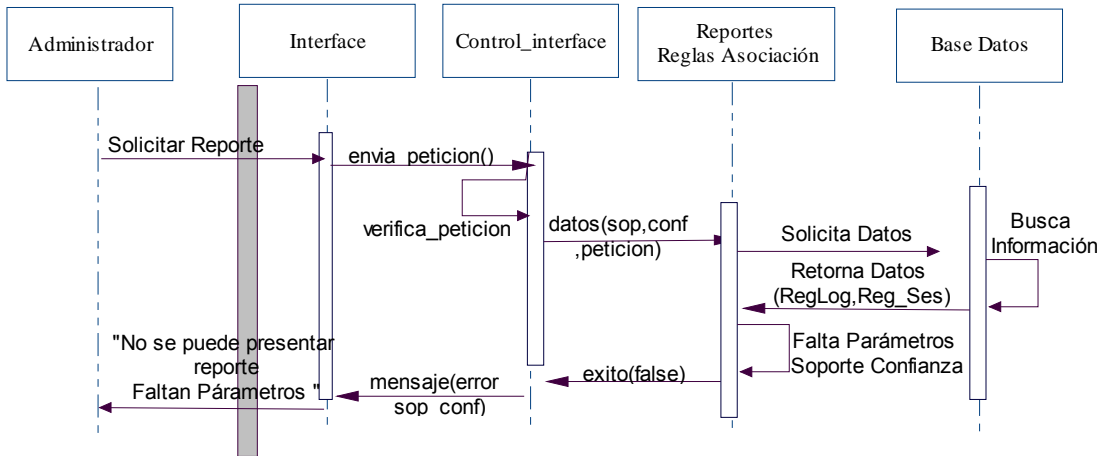 Administrador
Interface
Control_interface
Reportes
Reglas Asociación
Base Datos
Solicitar Reporte
envia_peticion()
verifica_peticion
datos(sop,conf
,peticion)
Solicita Datos
Busca
Información
Retorna Datos
(RegLog,Reg_Ses)
Falta Parámetros
Soporte Confianza
exito(false)
mensaje(error
sop_conf)
"No se puede presentar
reporte
Faltan Párametros "